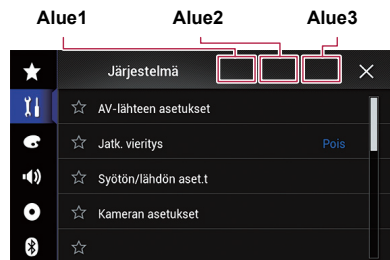 Alue1 Alue2 Alue3
Järjestelmä
AV-lähteen asetukset
Jatk. vieritys Pois
Syötön/lähdön aset.t
Kameran asetukset